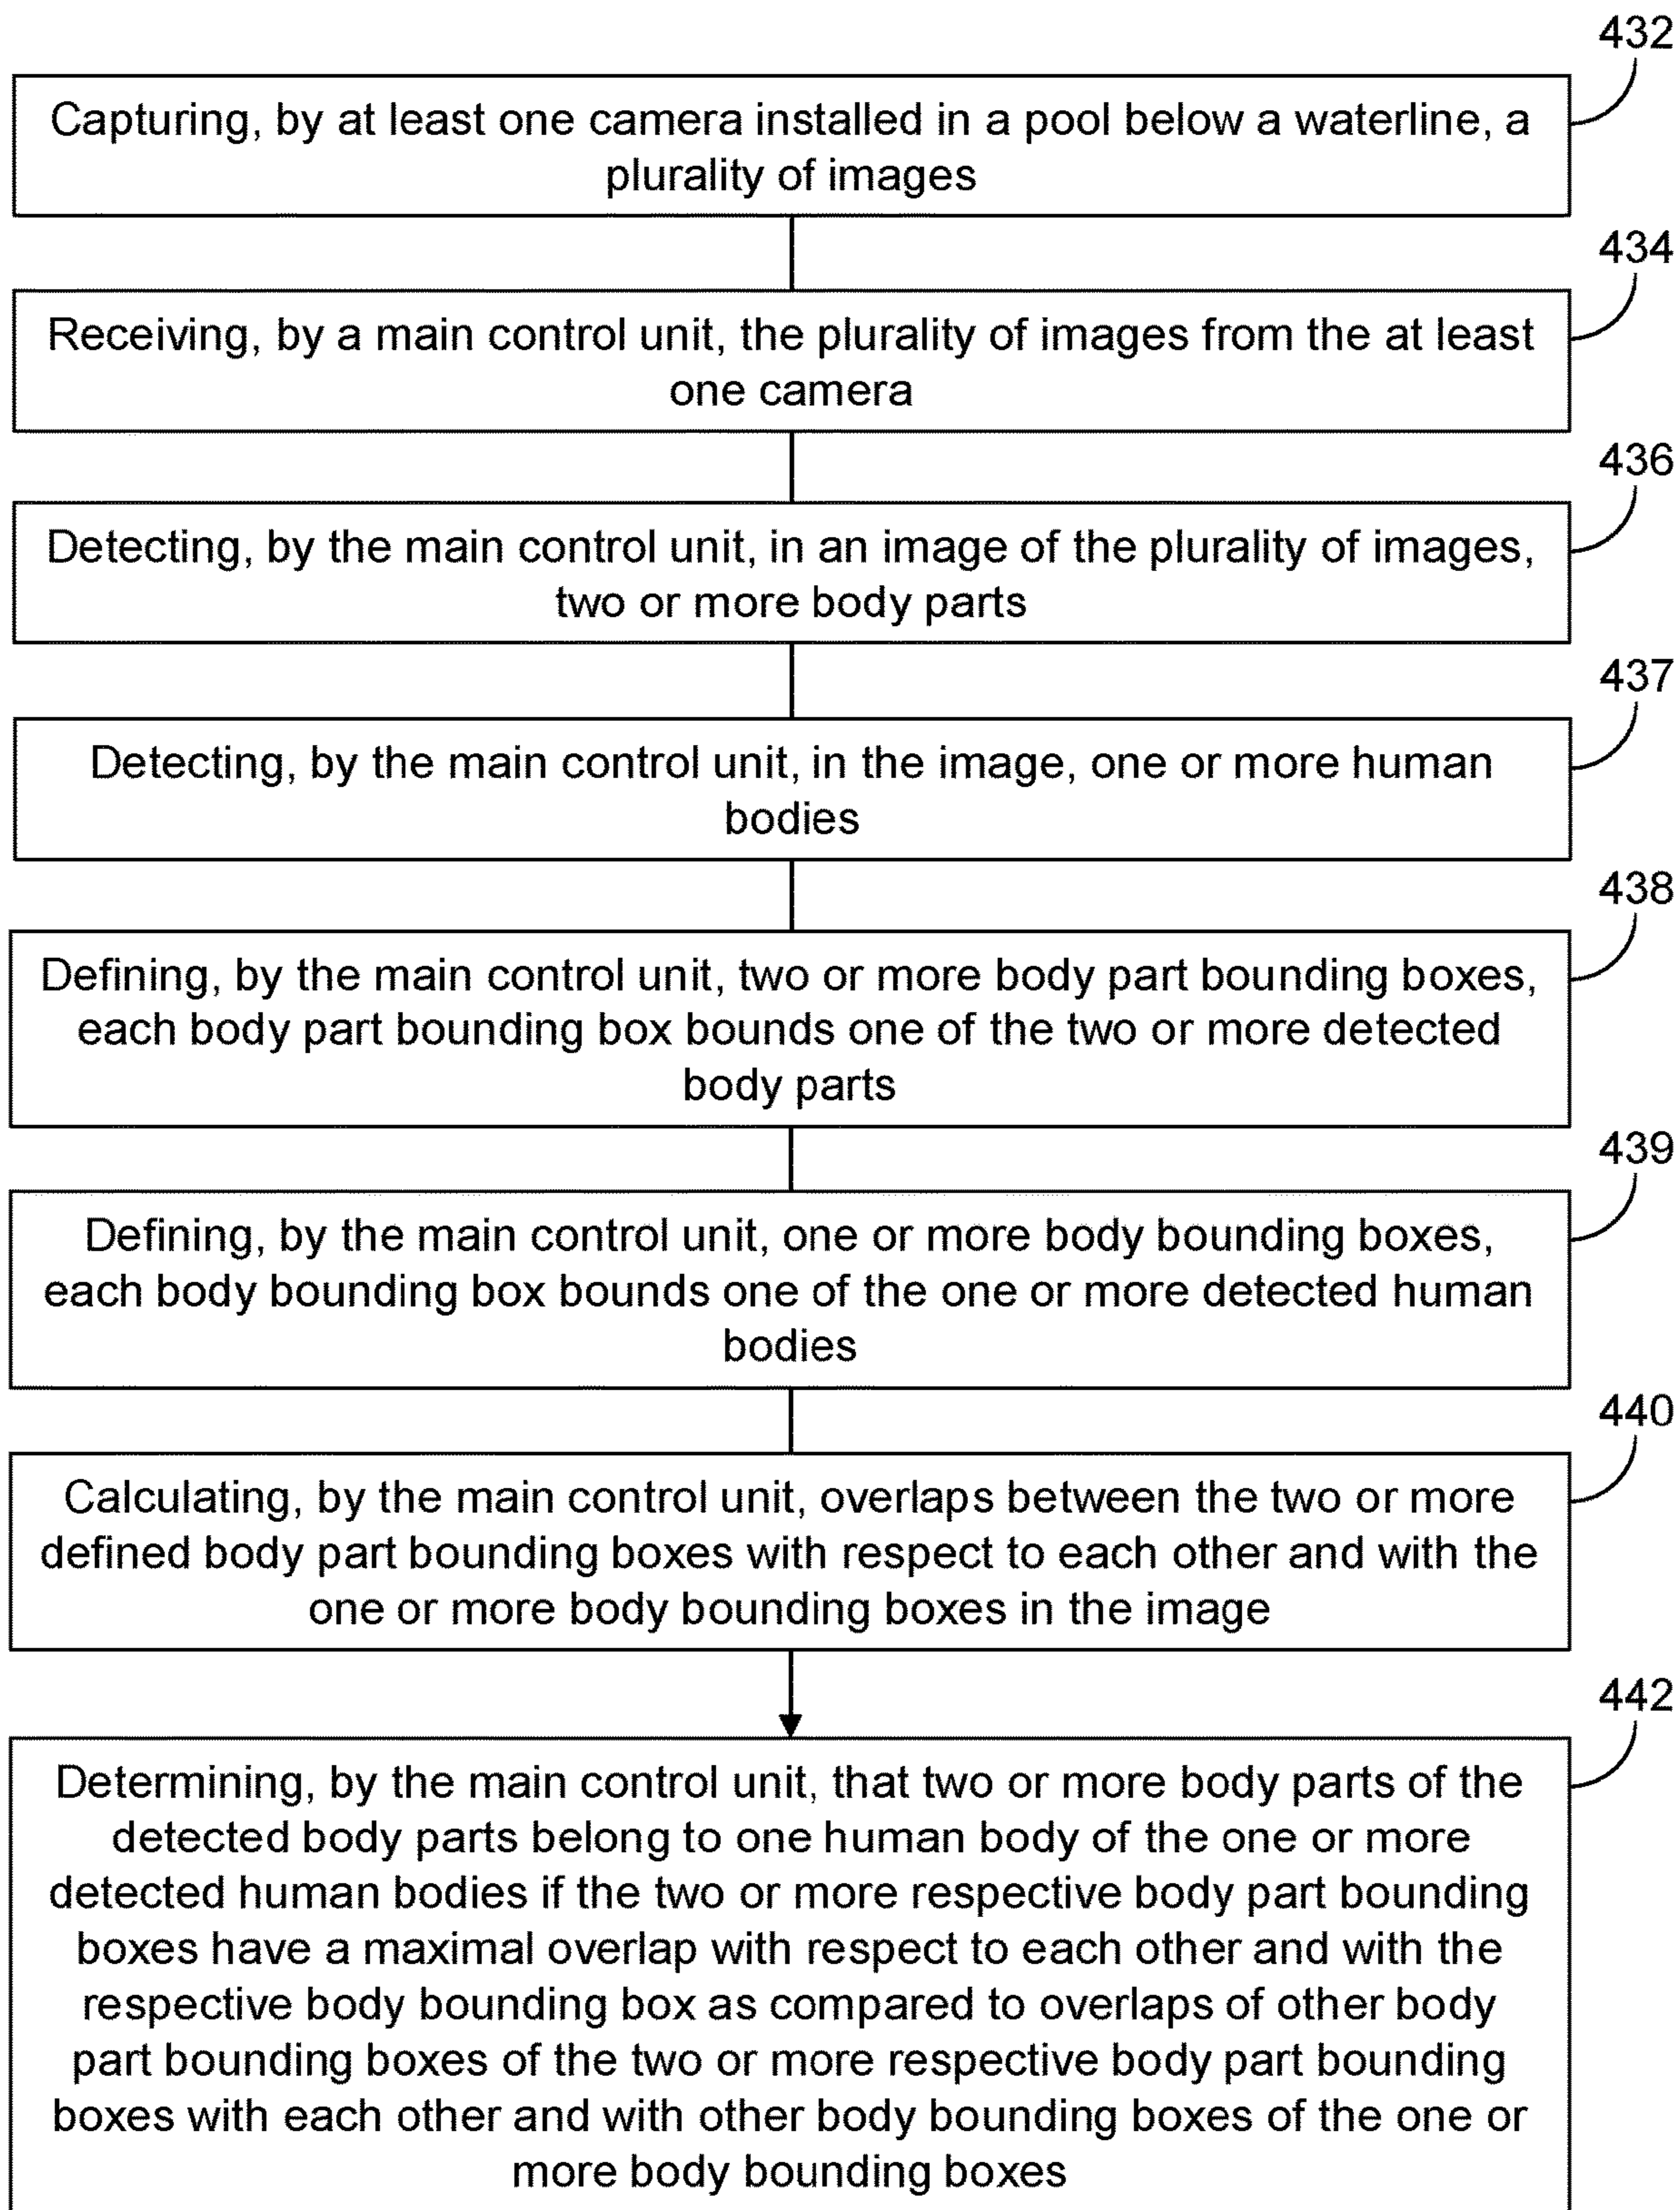 432
Capturing, by at least one camera installed in a pool below a waterline, a
plurality of images
434
Receiving, by a main control unit, the plurality of images from the at least
one camera
436
Detecting, by the main control unit, in an image of the plurality of images,
two or more body parts
437
Detecting, by the main control unit, in the image, one or more human
bodies
438
Defining, by the main control unit, two or more body part bounding boxes,
each body part bounding box bounds one of the two or more detected
body parts
439
Defining, by the main control unit, one or more body bounding boxes,
each body bounding box bounds one of the one or more detected human
bodies
440
Calculating, by the main control unit, overlaps between the two or more
defined body part bounding boxes with respect to each other and with the
one or more body bounding boxes in the image
442
Determining, by the main control unit, that two or more body parts of the
detected body parts belong to one human body of the one or more
detected human bodies if the two or more respective body part bounding
boxes have a maximal overlap with respect to each other and with the
respective body bounding box as compared to overlaps of other body
part bounding boxes of the two or more respective body part bounding
boxes with each other and with other body bounding boxes of the one or
more body bounding boxes